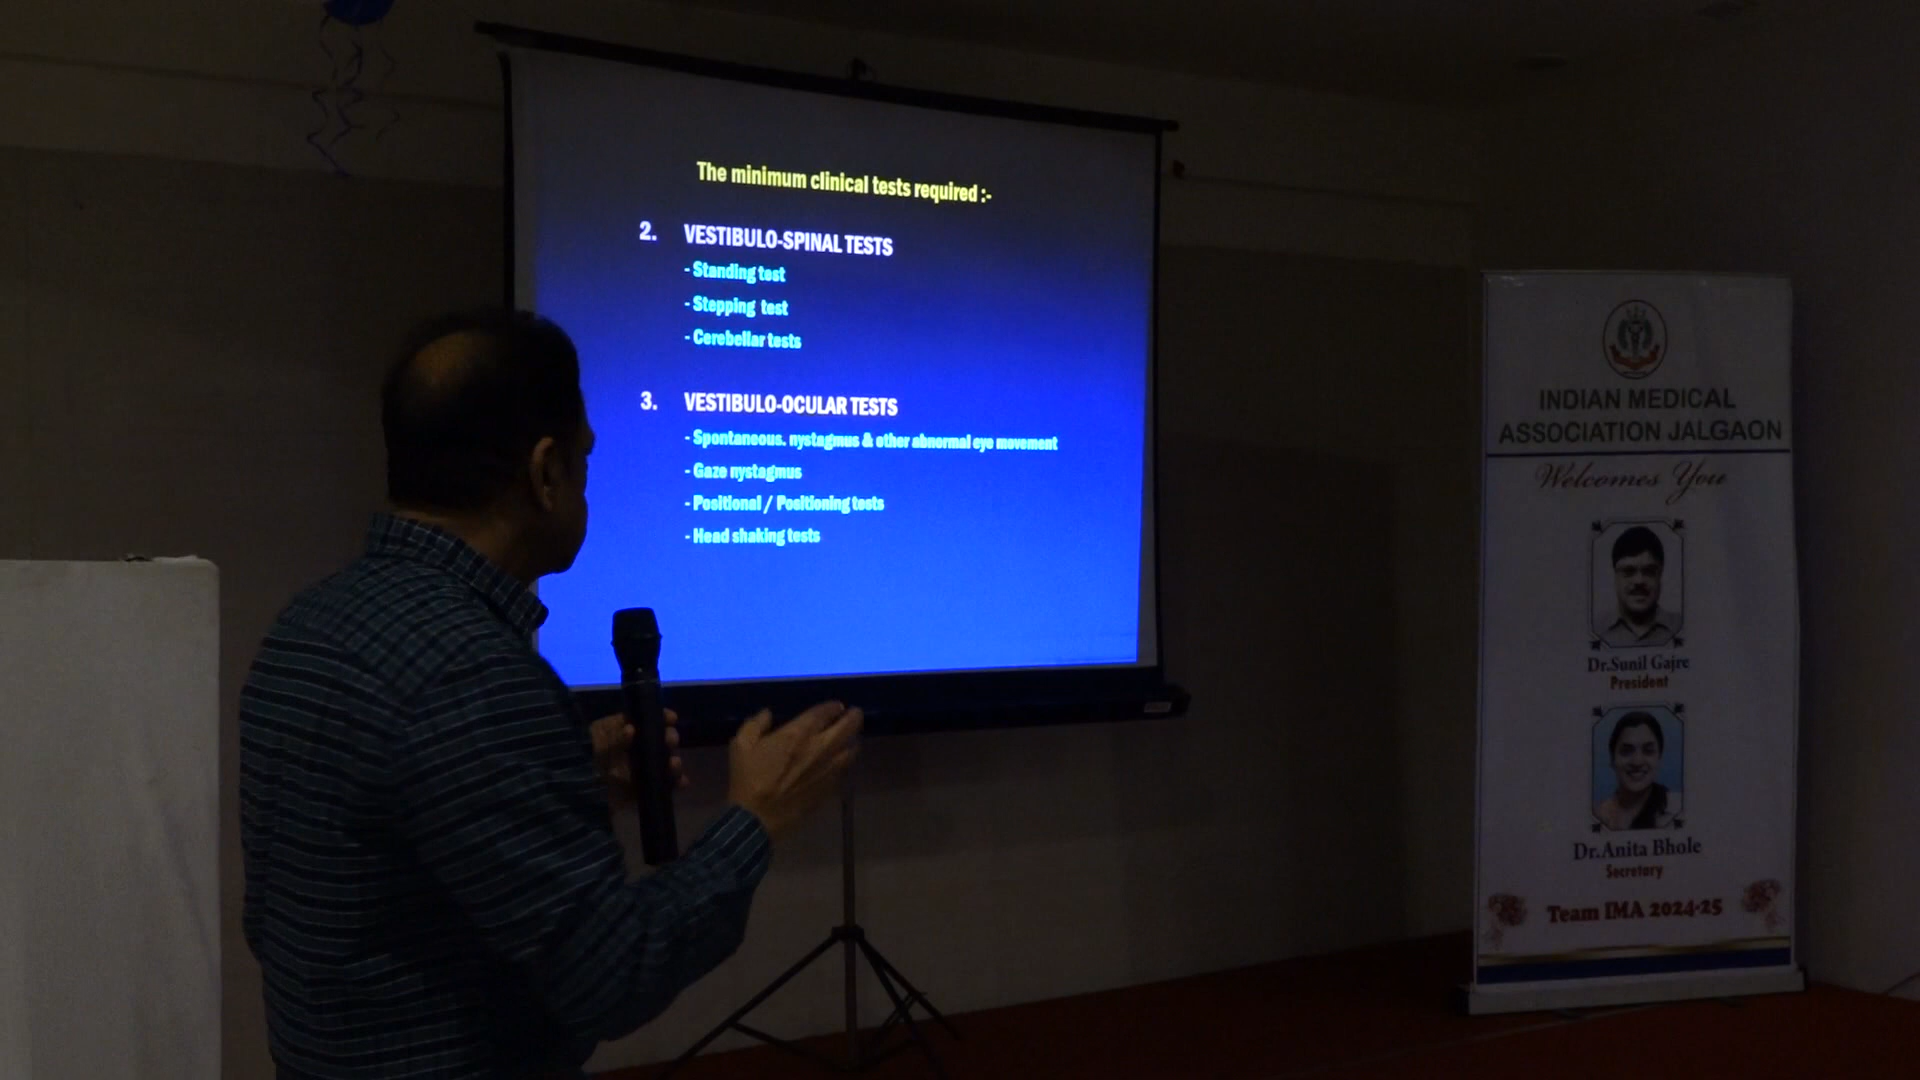 The minimum clinical tests required :-
2. VESTIBULO-SPINAL TESTS
- Standing test
- Stepping test
- Cerebellar tests
3. VESTIBULO-OCULAR TESTS
- Spontaneous. nystagmus & other abnormal eye movement
- Gaze nystagmus
- Positional / Positioning tests
- Head shaking tests
INDIAN MEDICAL
ASSOCIATION JALGAON
Welcomes You
Dr.Sunil Gajre
President
Dr.Anita Bhole
Secretary
Team IMA 2024-25